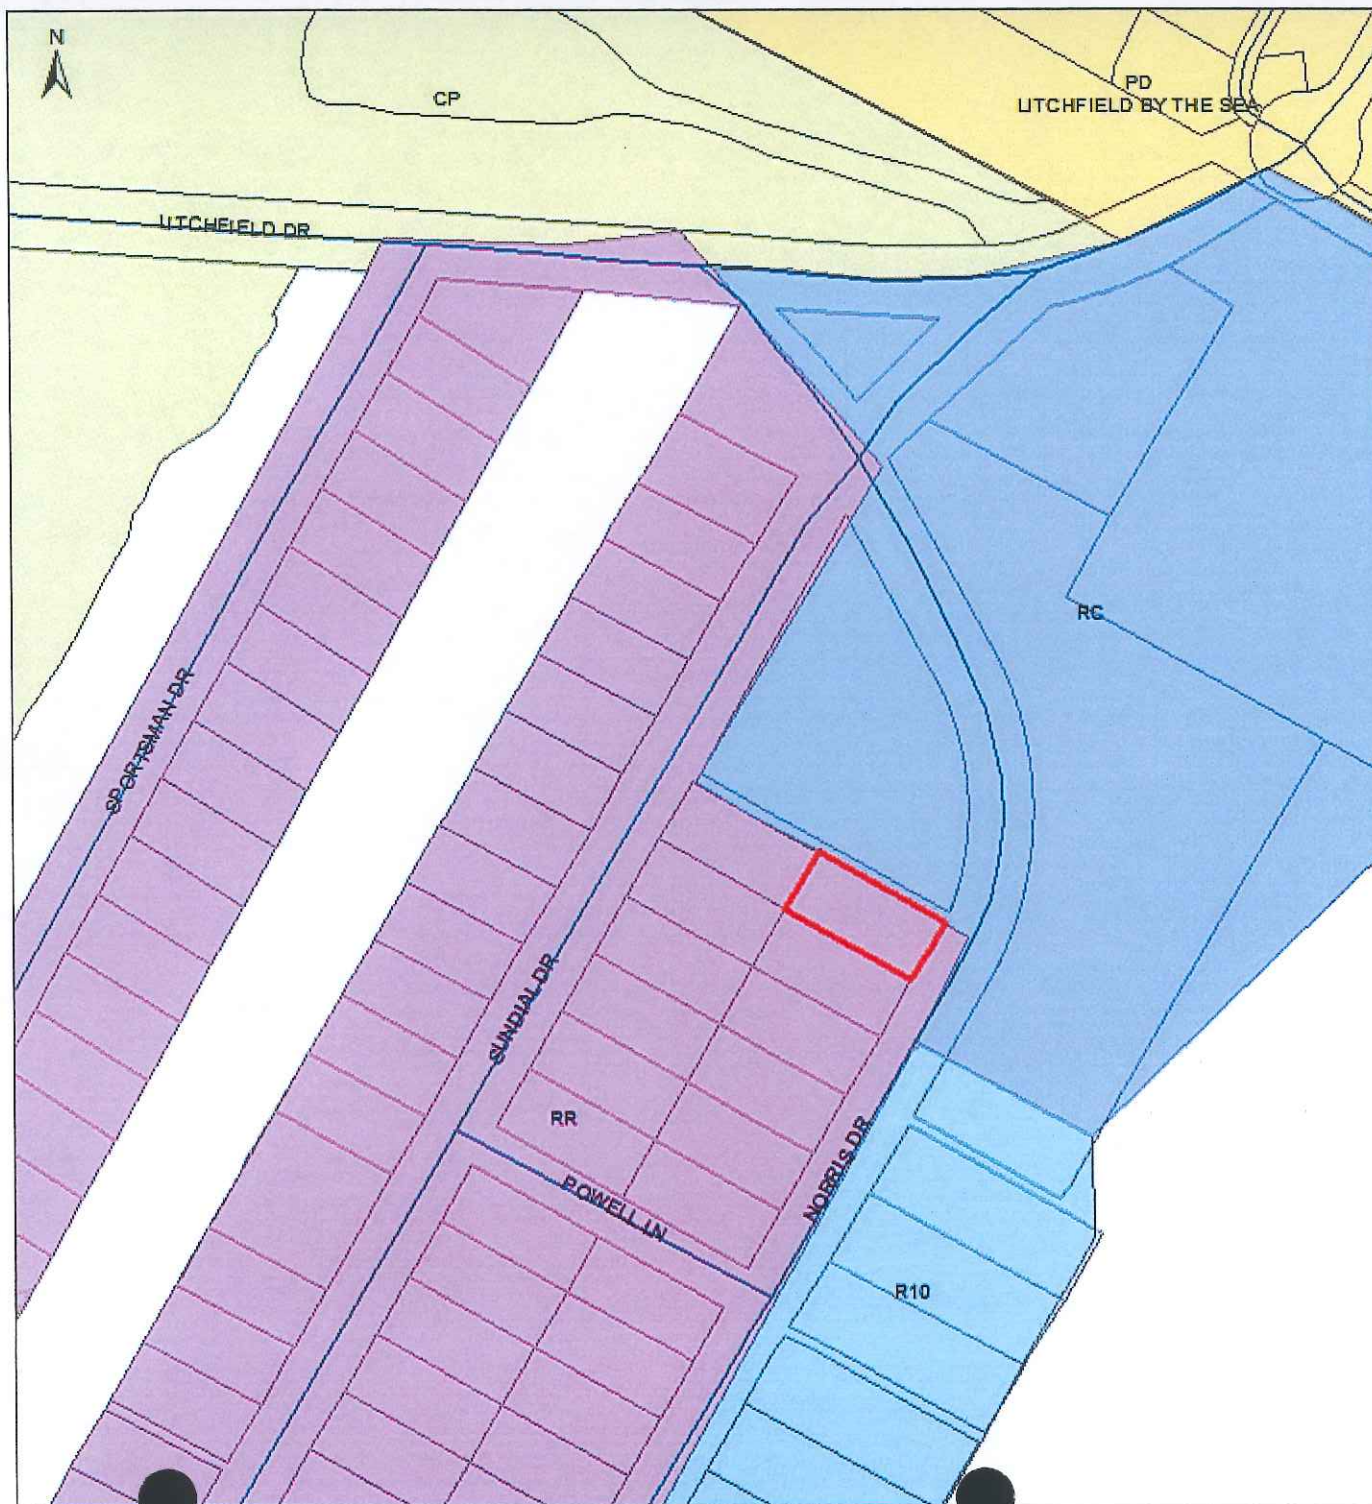 N
CP
PD
LITCHFIELD BY THE SEA
LITCHFIELD DR
RC
SPORTSMAN DR
SUNDIAL DR
RR
POWELL LN
NORRIS DR
R10